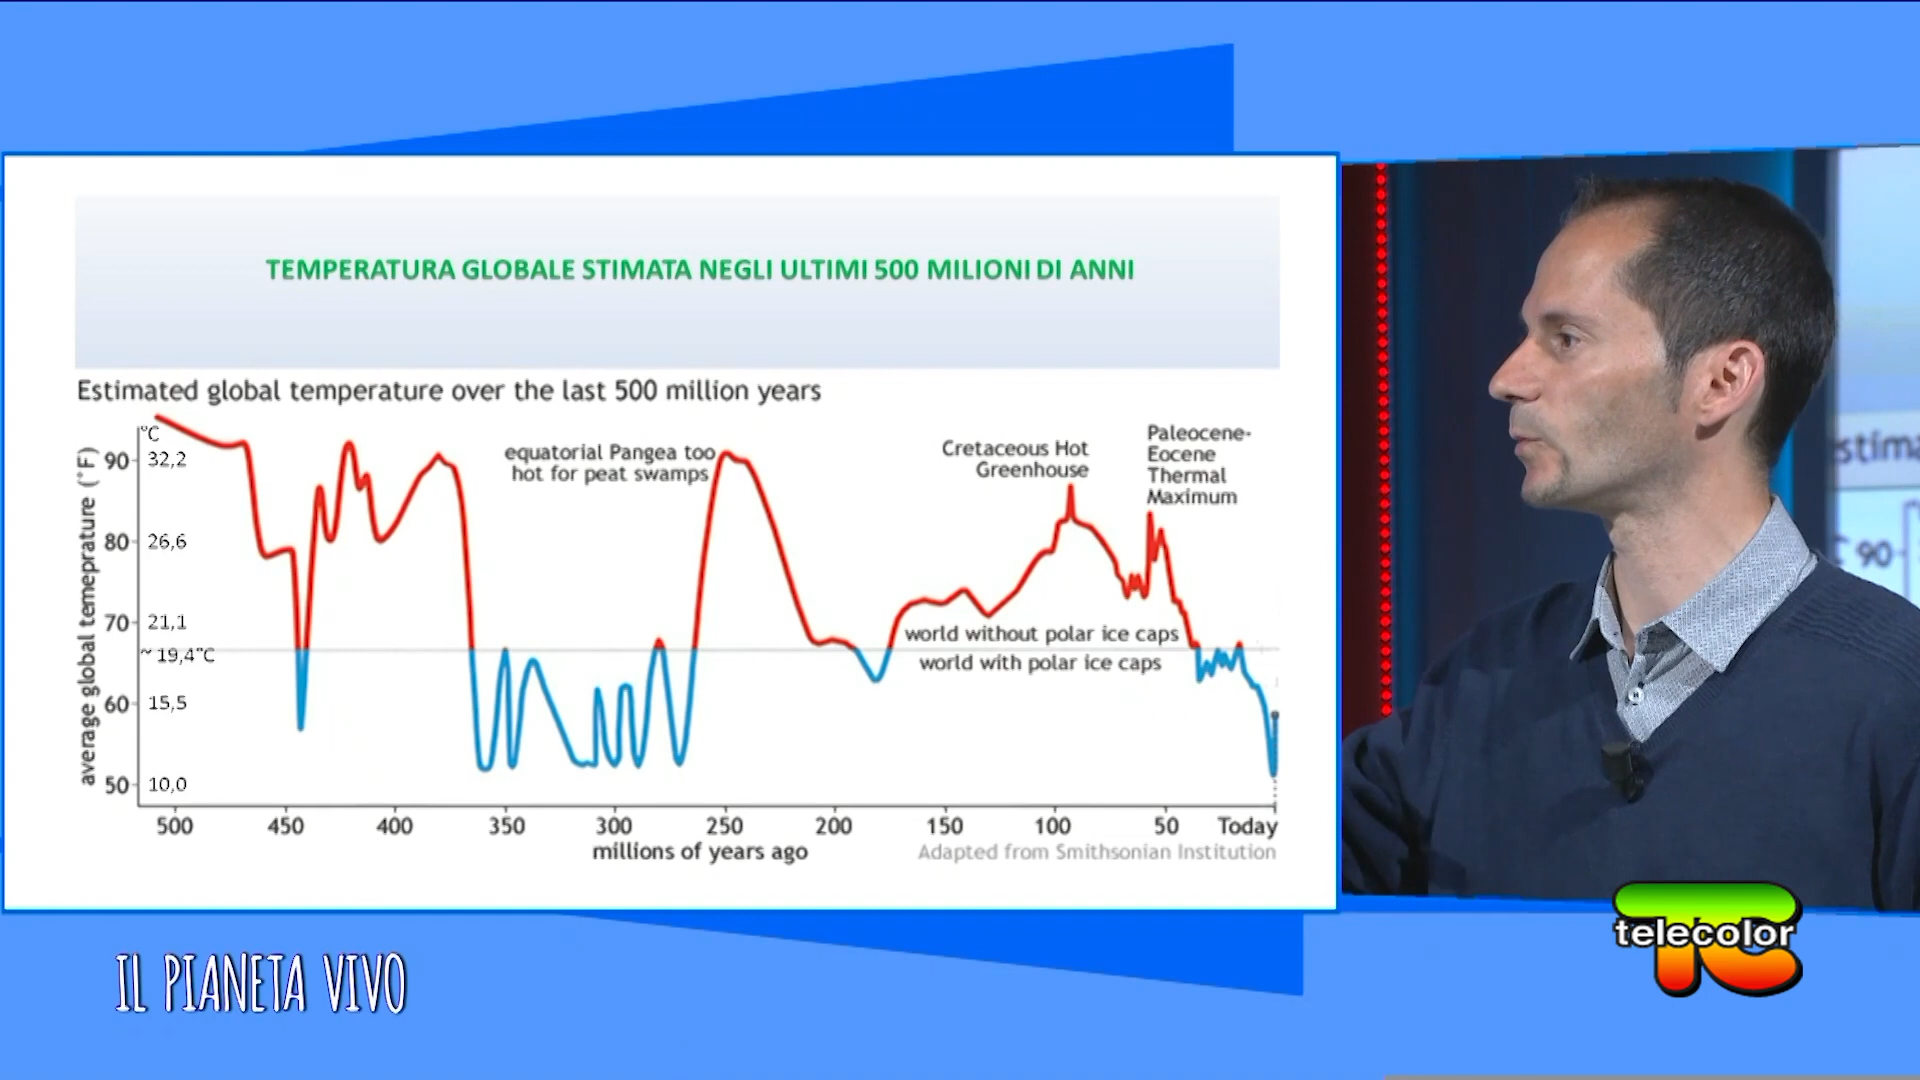 TEMPERATURA GLOBALE STIMATA NEGLI ULTIMI 500 MILIONI DI ANNI
Estimated global temperature over the last 500 million years
average global temeprature (°F)
°C
90 32,2
80 26,6
70 21,1
~ 19,4°C
60 15,5
50 10,0
equatorial Pangea too
hot for peat swamps
Cretaceous Hot
Greenhouse
Paleocene-
Eocene
Thermal
Maximum
world without polar ice caps
world with polar ice caps
500 450 400 350 300 250 200 150 100 50 Today
millions of years ago
Adapted from Smithsonian Institution
90
IL PIANETA VIVO
telecolor
TC